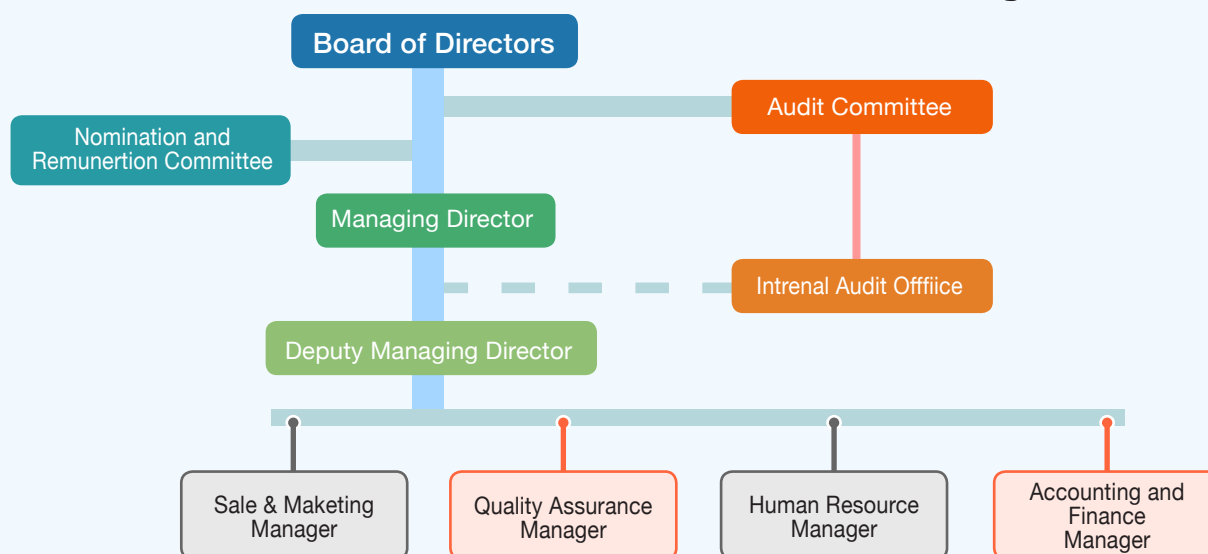 Board of Directors
Audit Committee
Nomination and
Remunertion Committee
Managing Director
Intrenal Audit Offfiice
Deputy Managing Director
Sale & Maketing
Manager
Quality Assurance
Manager
Human Resource
Manager
Accounting and
Finance
Manager